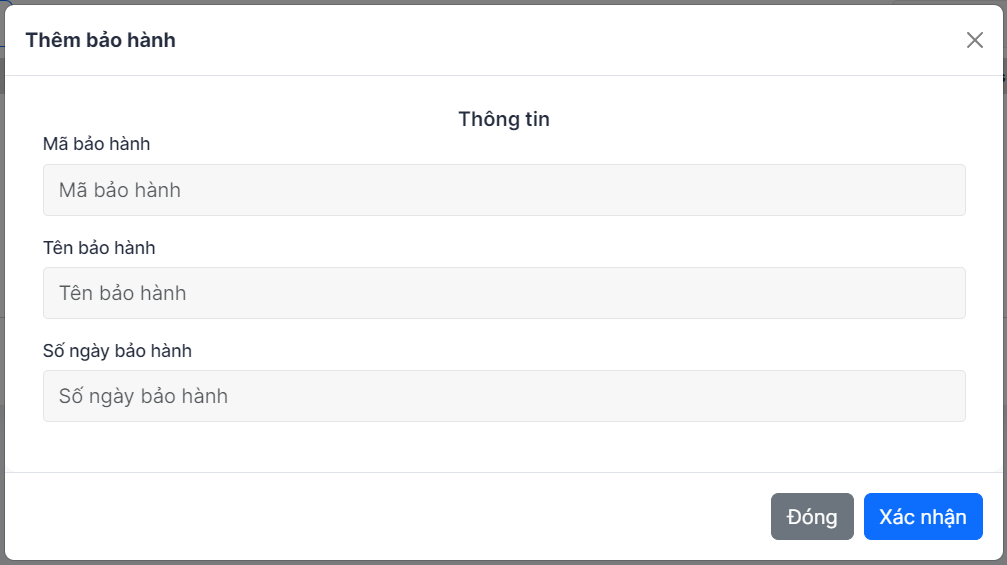 Thêm bảo hành
Thông tin
Mã bảo hành
Mã bảo hành
Tên bảo hành
Tên bảo hành
Số ngày bảo hành
Số ngày bảo hành
Đóng Xác nhận